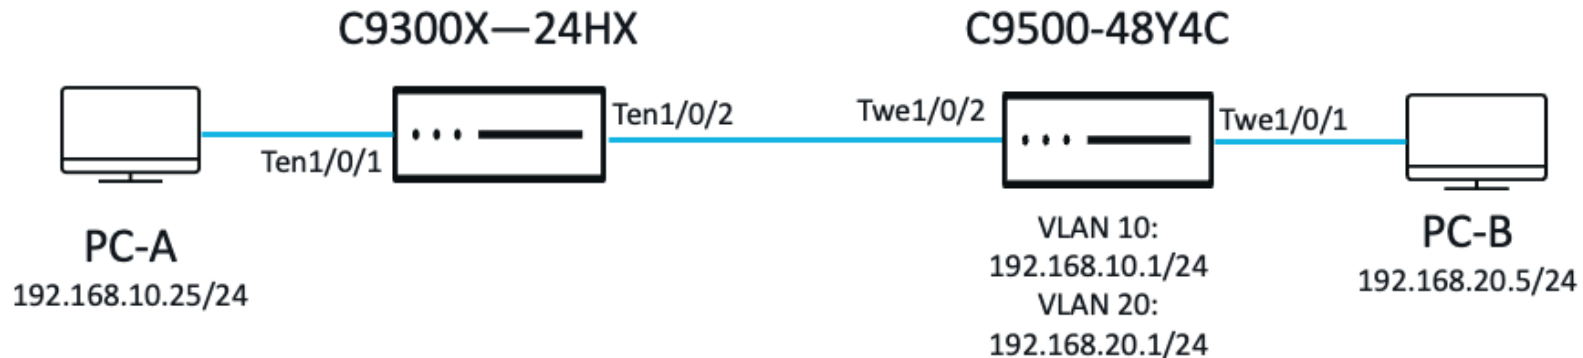 C9300X—24HX
C9500-48Y4C
Ten1/0/1
Ten1/0/2
Twe1/0/2
Twe1/0/1
PC-A
192.168.10.25/24
VLAN 10:
192.168.10.1/24
VLAN 20:
192.168.20.1/24
PC-B
192.168.20.5/24